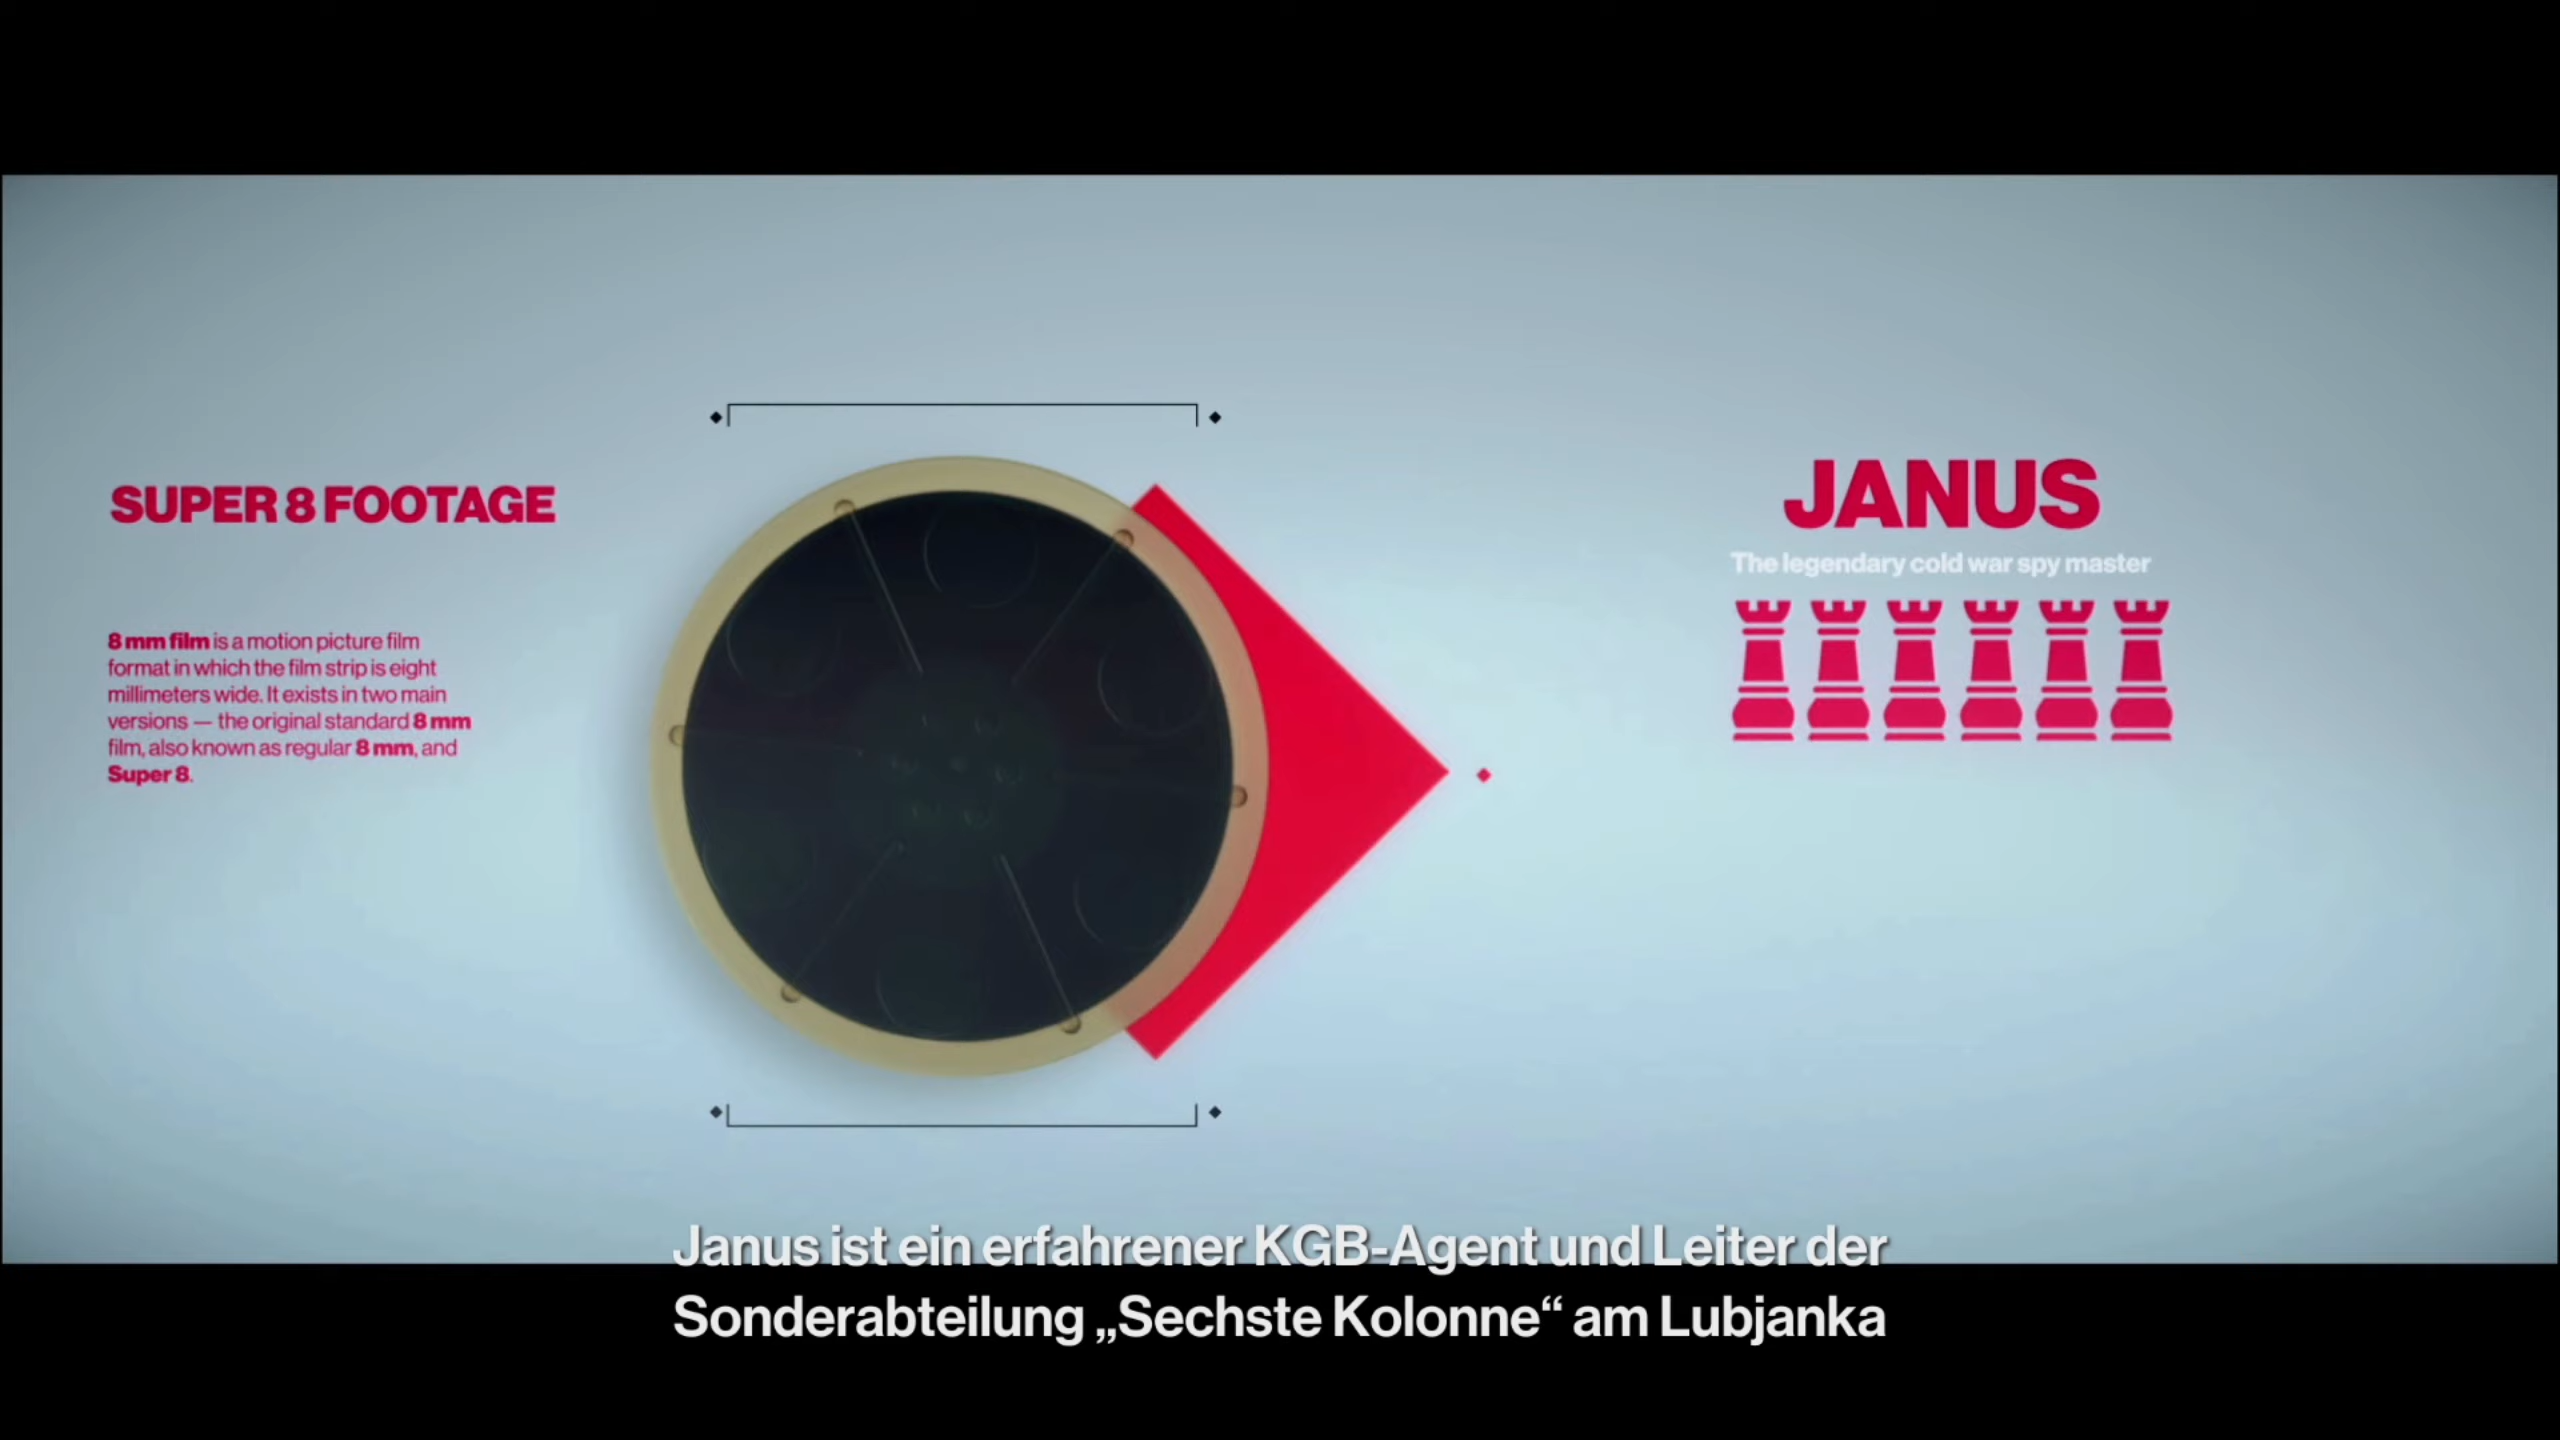 SUPER 8 FOOTAGE
8 mm film is a motion picture film
format in which the film strip is eight
millimeters wide. It exists in two main
versions — the original standard 8 mm
film, also known as regular 8 mm, and
Super 8.
JANUS
The legendary cold war spy master
Janus ist ein erfahrener KGB-Agent und Leiter der
Sonderabteilung „Sechste Kolonne“ am Lubjanka